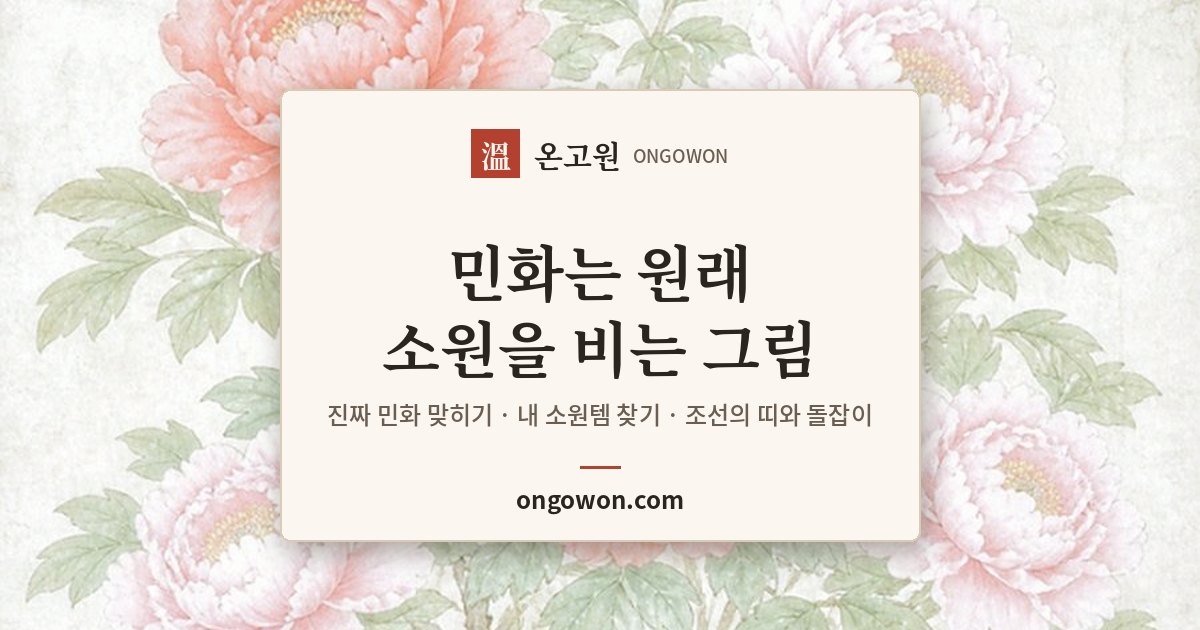 溫 온고원 ONGOWON
민화는 원래
소원을 비는 그림
진짜 민화 맞히기 · 내 소원템 찾기 · 조선의 띠와 돌잡이
ongowon.com